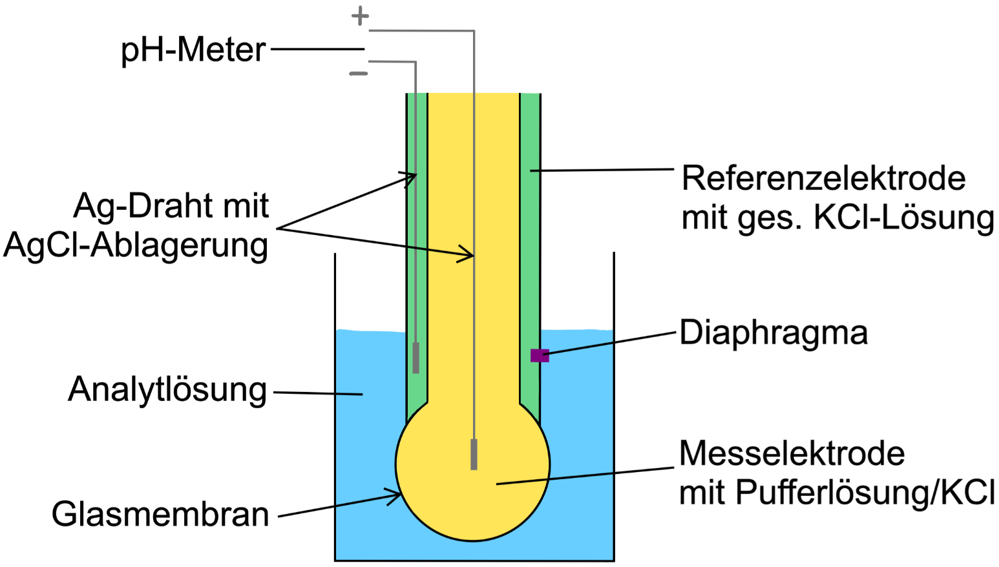 +
pH-Meter
−
Ag-Draht mit
AgCl-Ablagerung
Referenzelektrode
mit ges. KCl-Lösung
Diaphragma
Analytlösung
Messelektrode
mit Pufferlösung/KCl
Glasmembran